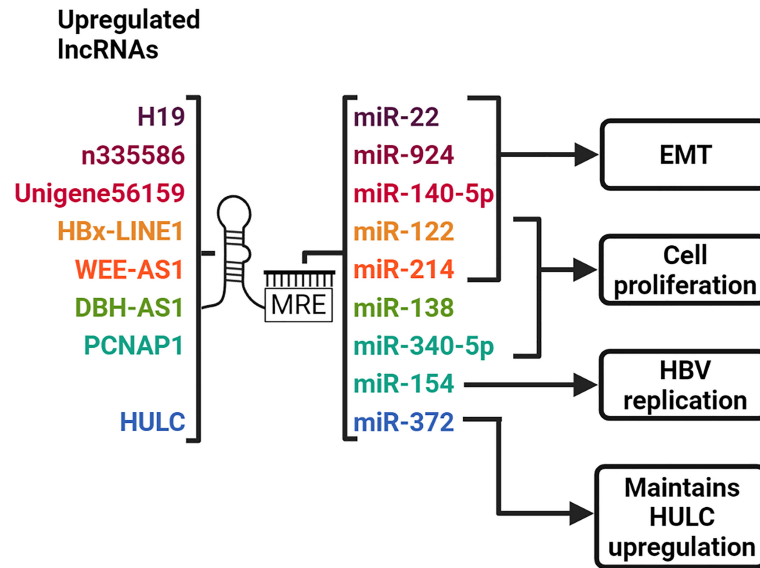 Upregulated
lncRNAs
H19
n335586
Unigene56159
HBx-LINE1
WEE-AS1
DBH-AS1
PCNAP1
HULC
MRE
miR-22
miR-924
miR-140-5p
miR-122
miR-214
miR-138
miR-340-5p
miR-154
miR-372
EMT
Cell
proliferation
HBV
replication
Maintains
HULC
upregulation